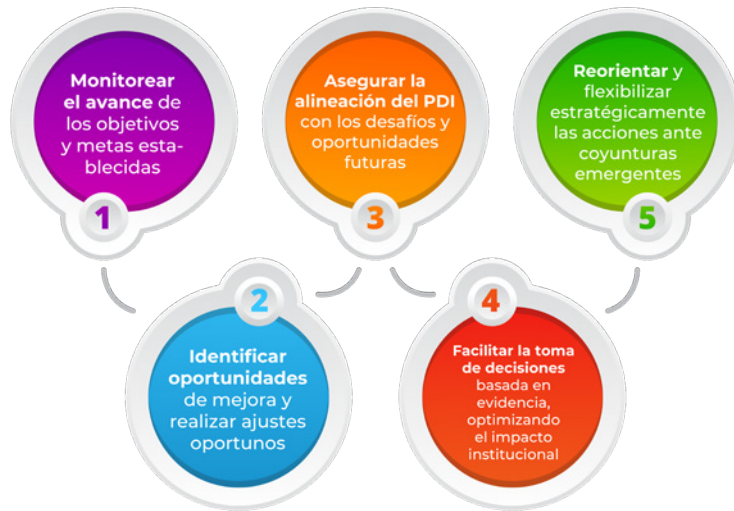 Monitorear
el avance de
los objetivos
y metas esta-
blecidas
1
Identificar
oportunidades
de mejora y
realizar ajustes
oportunos
2
Asegurar la
alineación del PDI
con los desafíos y
oportunidades
futuras
3
Facilitar la toma
de decisiones
basada en
evidencia,
optimizando
el impacto
institucional
4
Reorientar y
flexibilizar
estratégicamente
las acciones ante
coyunturas
emergentes
5